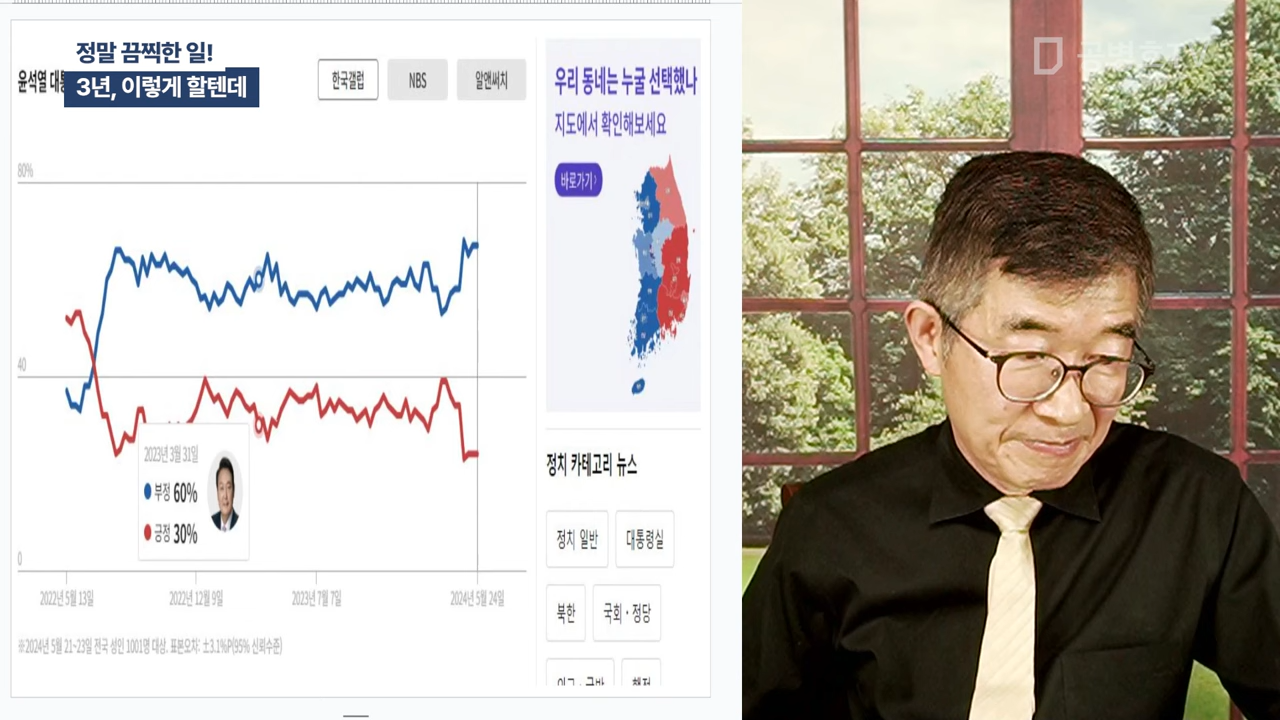 정말 끔찍한 일!
3년, 이렇게 할텐데
윤석열 대통
한국갤럽
NBS
알앤써치
80%
40
0
2023년 3월 31일
부정 60%
긍정 30%
2022년 5월 13일
2022년 12월 9일
2023년 7월 7일
2024년 5월 24일
※2024년 5월 21~23일 전국 성인 1001명 대상. 표본오차: ±3.1%P(95% 신뢰수준)
우리 동네는 누굴 선택했나
지도에서 확인해보세요
바로가기
정치 카테고리 뉴스
정치 일반
대통령실
북한
국회·정당
외교·국방
행정